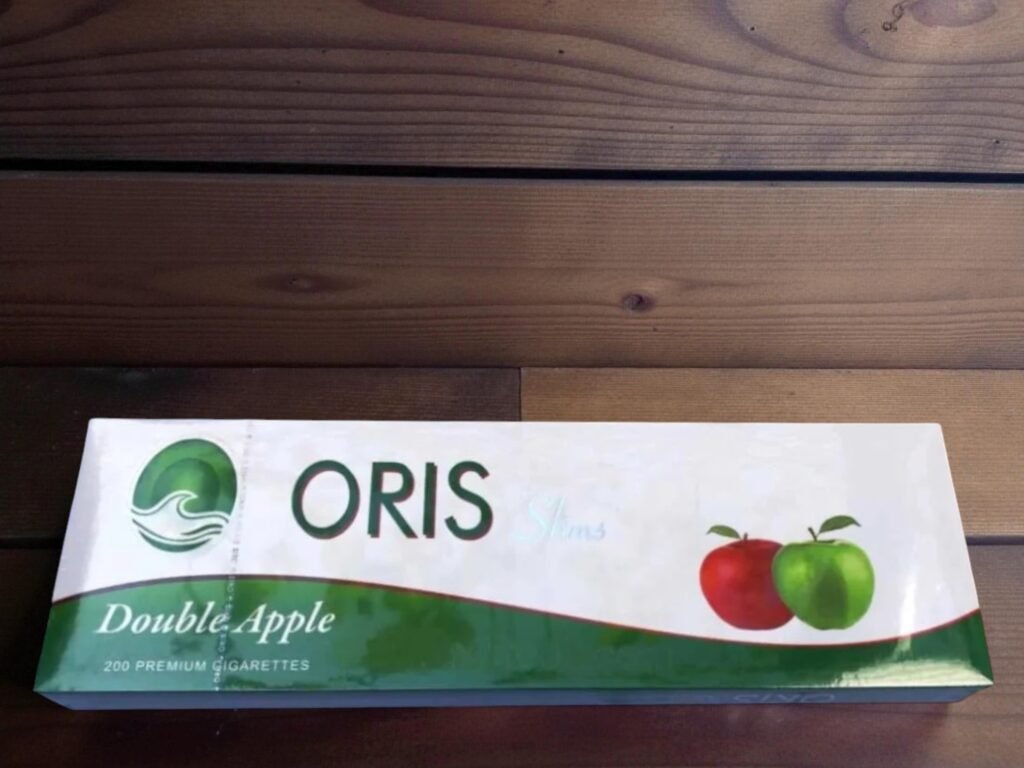 ORIS
Slims
Double Apple
200 PREMIUM CIGARETTES